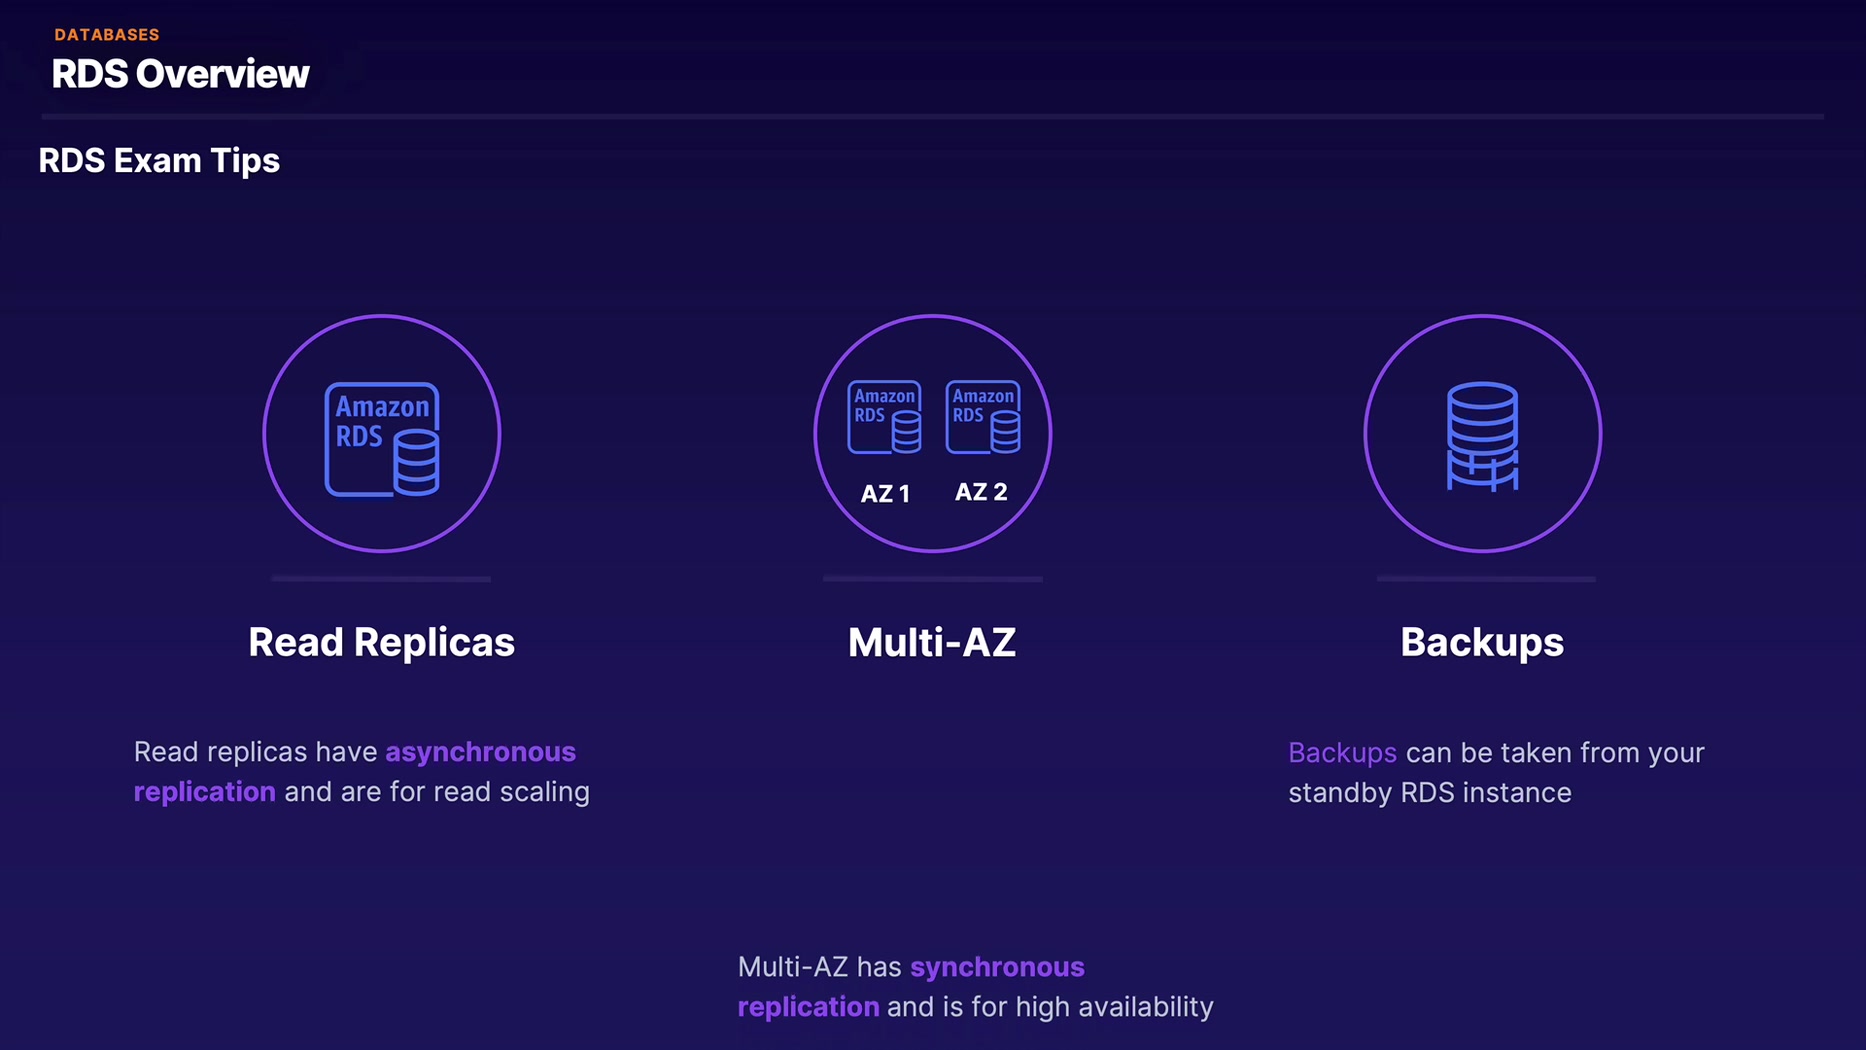 DATABASES
RDS Overview
RDS Exam Tips
Amazon
RDS
Amazon
RDS
Amazon
RDS
AZ 1
AZ 2
Read Replicas
Multi-AZ
Backups
Read replicas have asynchronous
replication and are for read scaling
Backups can be taken from your
standby RDS instance
Multi-AZ has synchronous
replication and is for high availability